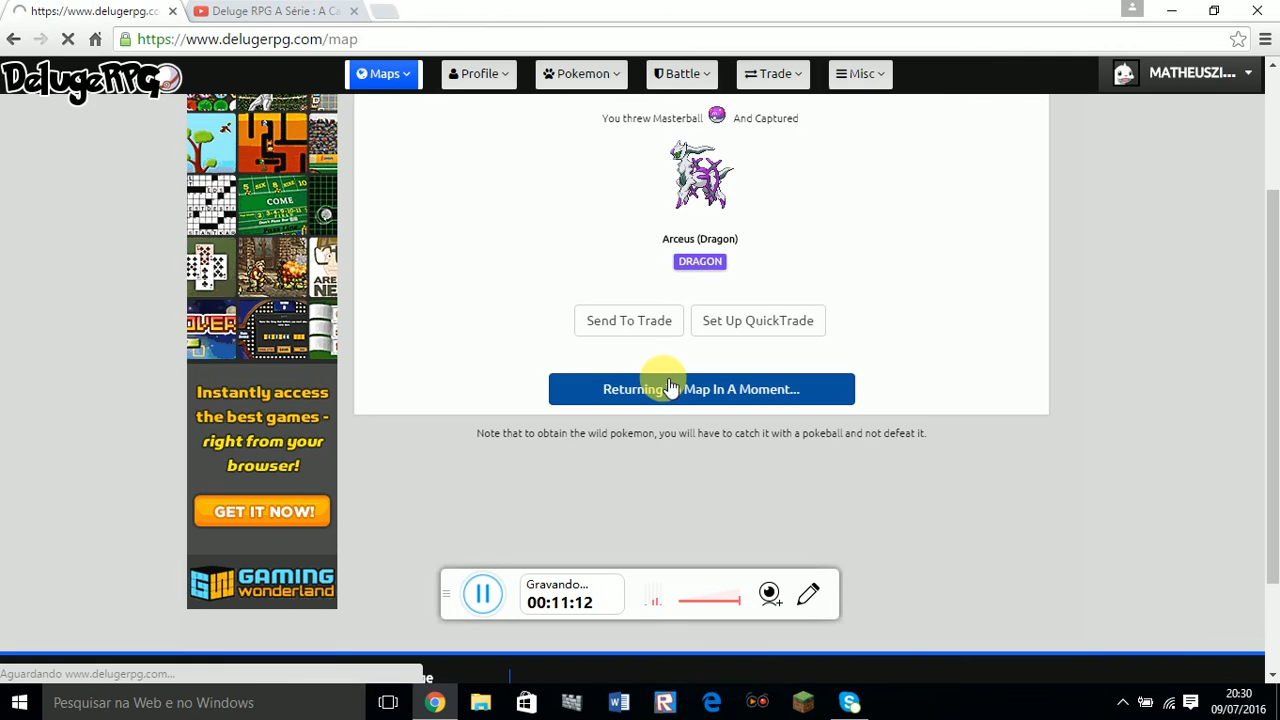 https://www.delugerpg.co
Deluge RPG A Série : A Ca
https://www.delugerpg.com/map
DelugeRPG
Maps
Profile
Pokemon
Battle
Trade
Misc
MATHEUSZI...
You threw Masterball And Captured
Arceus (Dragon)
DRAGON
Send To Trade
Set Up QuickTrade
Returning
Map In A Moment...
Note that to obtain the wild pokemon, you will have to catch it with a pokeball and not defeat it.
COME
Instantly access
the best games -
right from your
browser!
GET IT NOW!
GAMING
wonderland
Gravando...
00:11:12
Aguardando www.delugerpg.com...
Pesquisar na Web e no Windows
20:30
09/07/2016